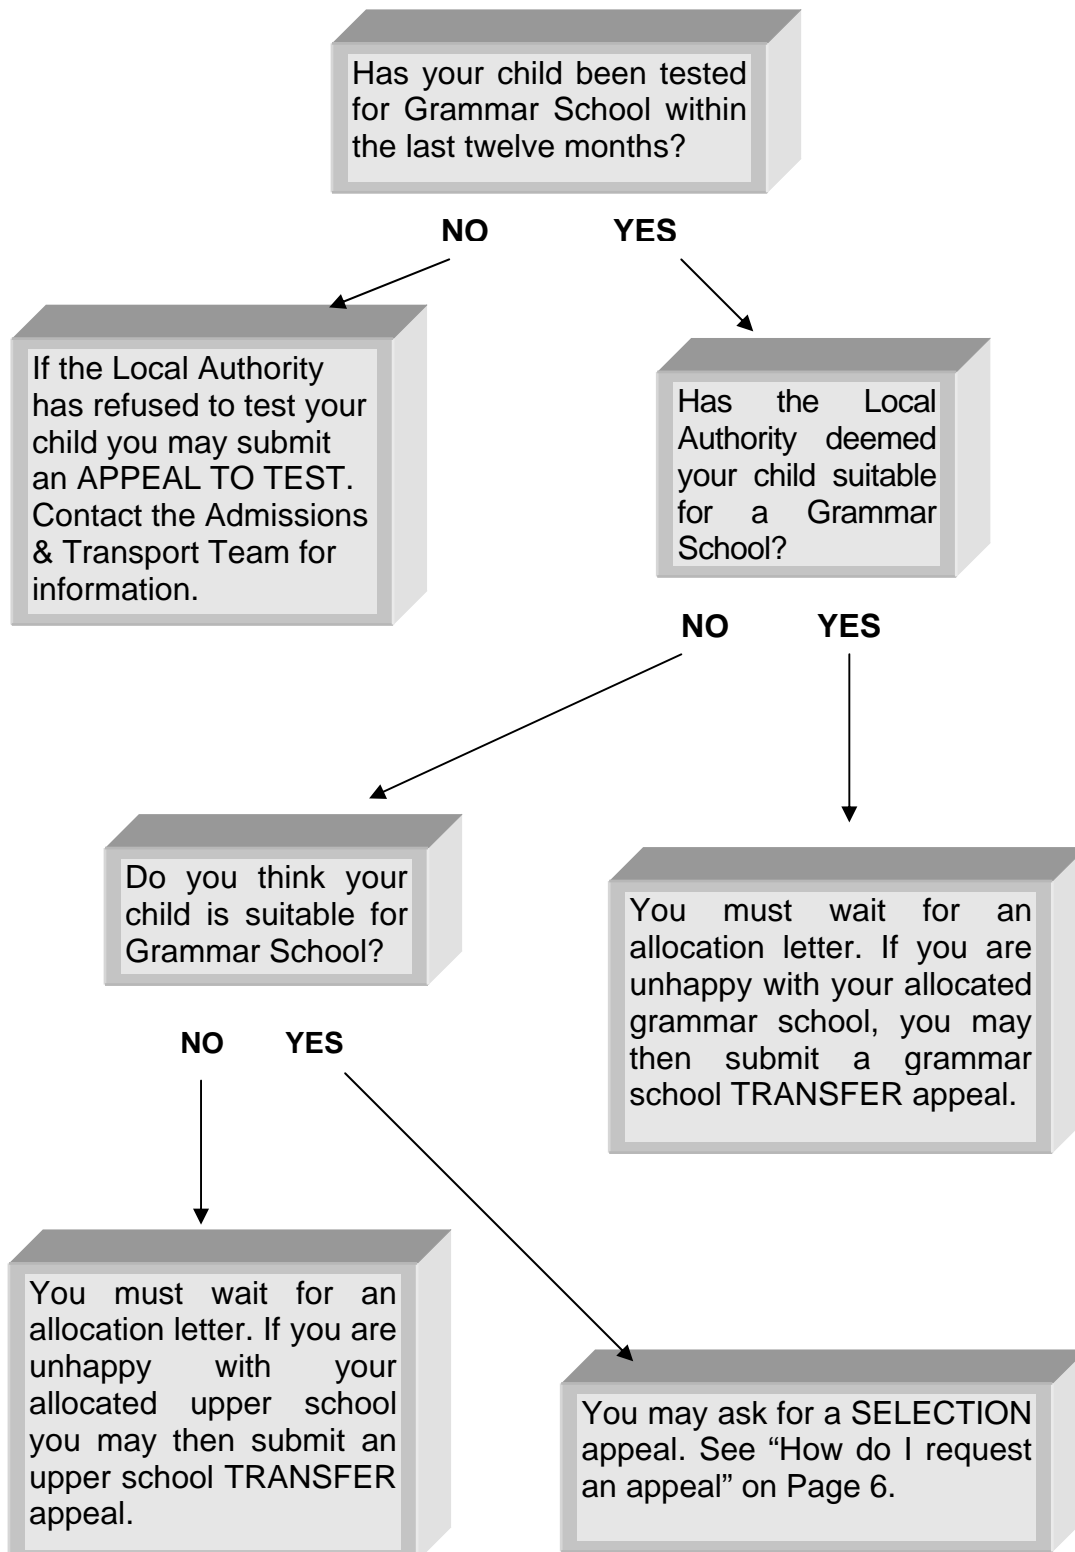 Has your child been tested
for Grammar School within
the last twelve months?
NO YES
If the Local Authority
has refused to test your
child you may submit
an APPEAL TO TEST.
Contact the Admissions
& Transport Team for
information.
Has the Local
Authority deemed
your child suitable
for a Grammar
School?
NO YES
Do you think your
child is suitable for
Grammar School?
You must wait for an
allocation letter. If you are
unhappy with your allocated
grammar school, you may
then submit a grammar
school TRANSFER appeal.
NO YES
You must wait for an
allocation letter. If you are
unhappy with your
allocated upper school
you may then submit an
upper school TRANSFER
appeal.
You may ask for a SELECTION
appeal. See “How do I request
an appeal” on Page 6.